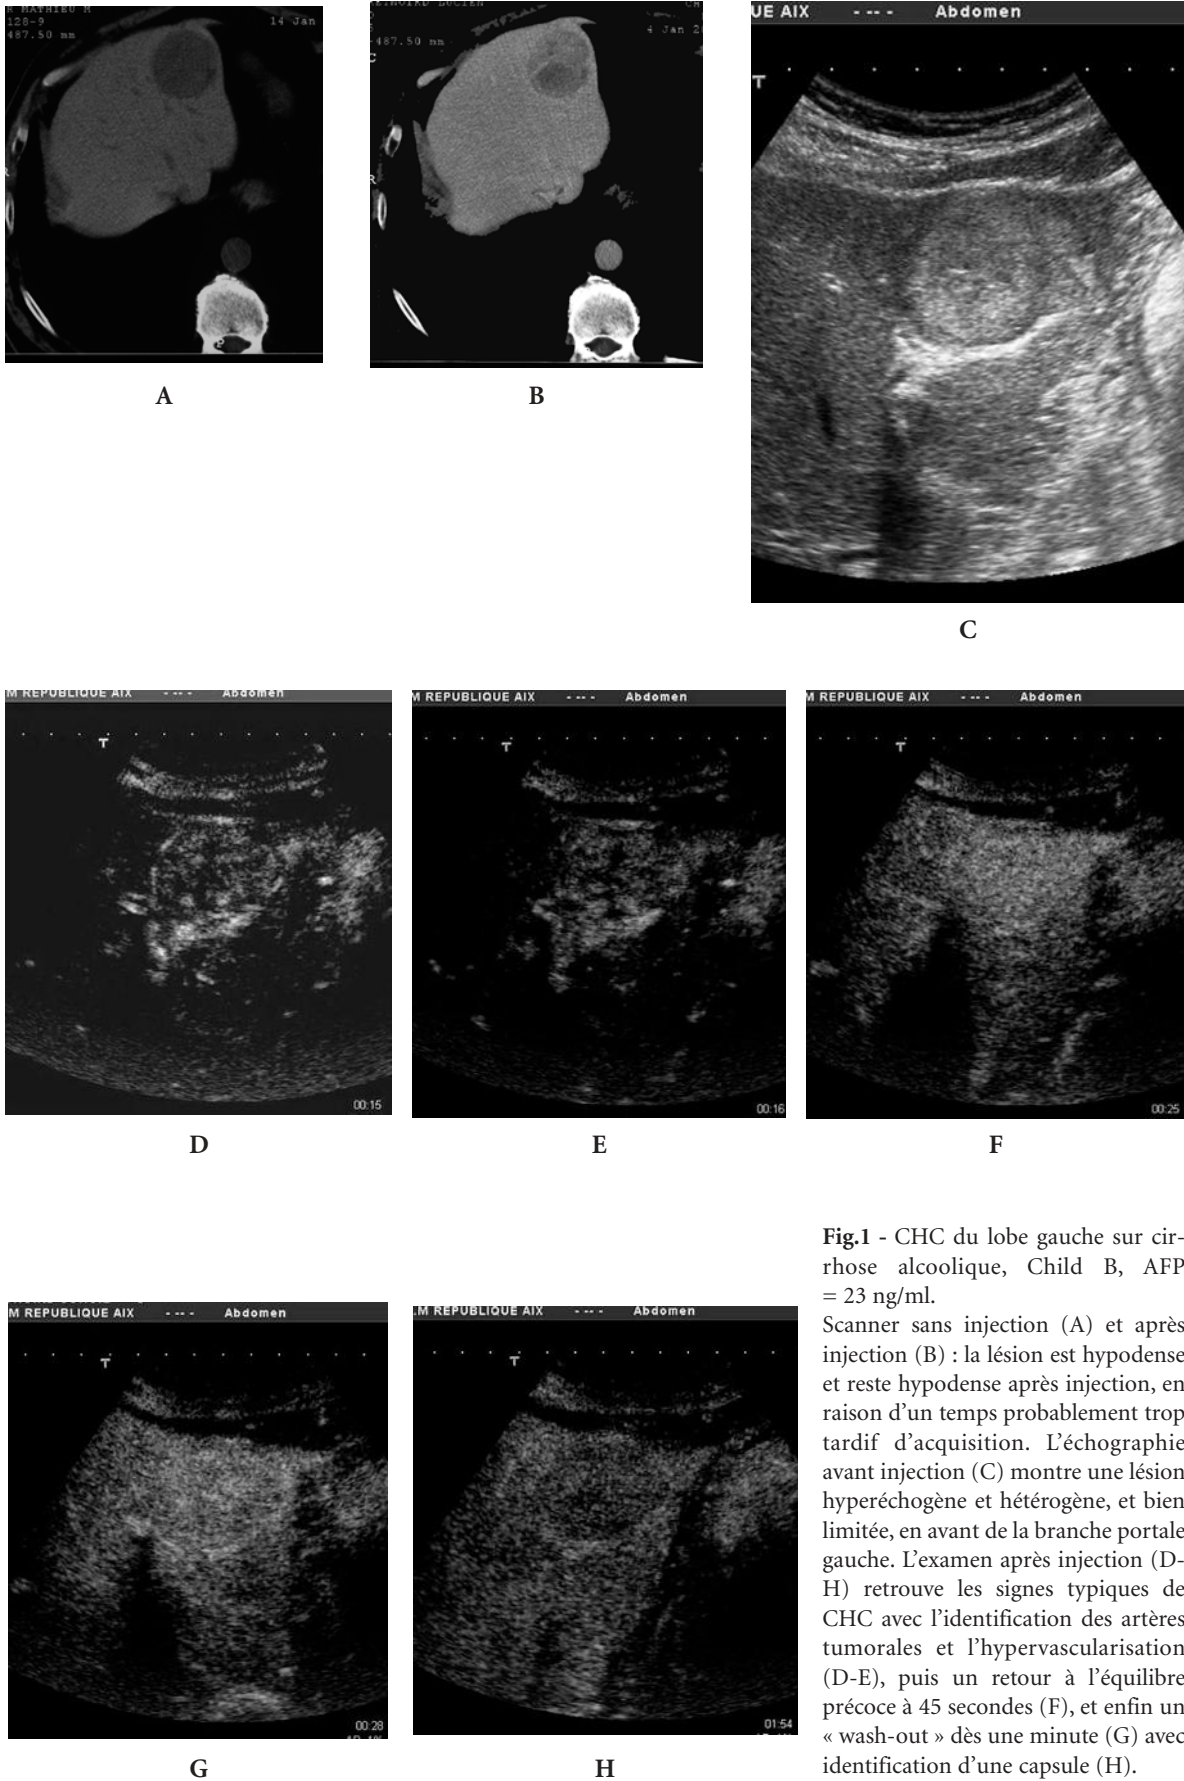 R MATHIEU M
128-9
487.50 mm
14 Jan
R
P
A
-487.50 mm
C
R
B
UE AIX - -- - Abdomen
T
C
M REPUBLIQUE AIX - -- - Abdomen
T
00:15
D
M REPUBLIQUE AIX - -- - Abdomen
T
00:16
E
M REPUBLIQUE AIX - -- - Abdomen
T
00:25
F
M REPUBLIQUE AIX - -- - Abdomen
T
00:28
G
.M REPUBLIQUE AIX - -- - Abdomen
T
01:54
H
Fig.1 - CHC du lobe gauche sur cir-
rhose alcoolique, Child B, AFP
= 23 ng/ml.
Scanner sans injection (A) et après
injection (B) : la lésion est hypodense
et reste hypodense après injection, en
raison d'un temps probablement trop
tardif d'acquisition. L'échographie
avant injection (C) montre une lésion
hyperéchogène et hétérogène, et bien
limitée, en avant de la branche portale
gauche. L'examen après injection (D-
H) retrouve les signes typiques de
CHC avec l'identification des artères
tumorales et l'hypervascularisation
(D-E), puis un retour à l'équilibre
précoce à 45 secondes (F), et enfin un
« wash-out » dès une minute (G) avec
identification d'une capsule (H).